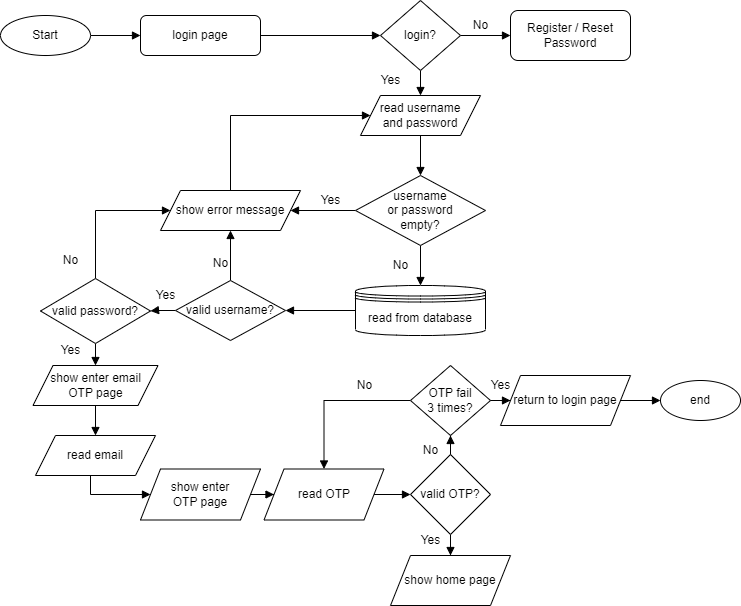 Start
login page
login?
No
Register / Reset
Password
Yes
read username
and password
show error message
Yes
username
or password
empty?
No
No
No
valid password?
Yes
valid username?
read from database
Yes
show enter email
OTP page
No
OTP fail
3 times?
Yes
return to login page
end
read email
No
show enter
OTP page
read OTP
valid OTP?
Yes
show home page